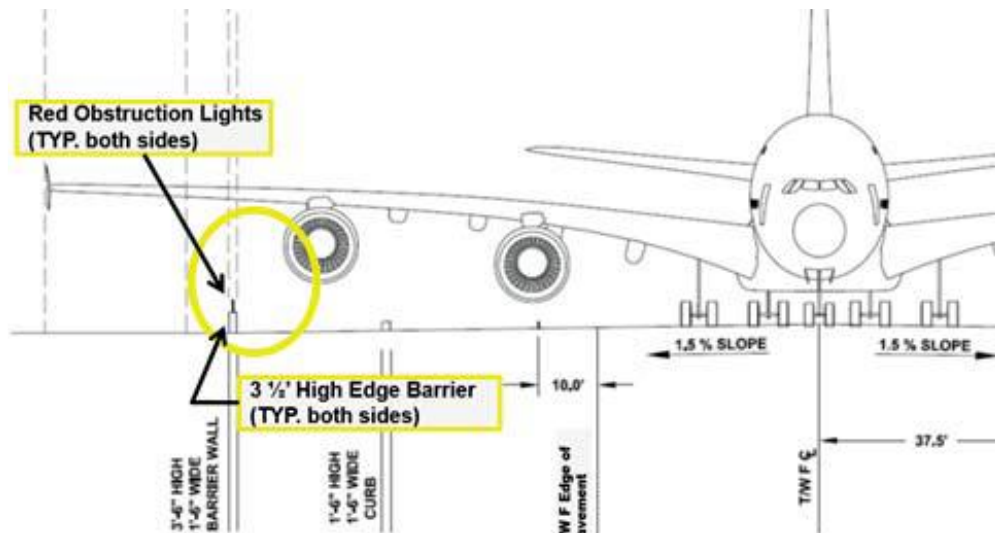 Red Obstruction Lights
(TYP. both sides)
1.5 % SLOPE
1.5 % SLOPE
3 ½' High Edge Barrier
(TYP. both sides)
10.0'
37.5'
3'-6" HIGH
1'-6" WIDE
BARRIER WALL
1'-6" HIGH
1'-6" WIDE
CURB
W F Edge of
avement
T/W F ℄